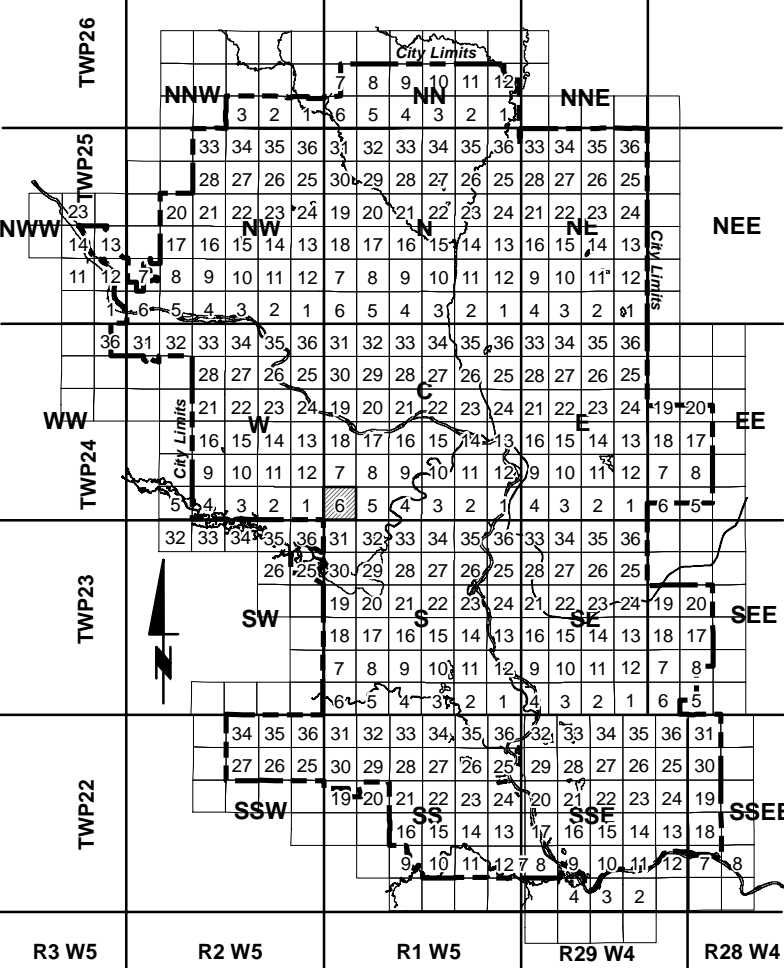 TWP26
City Limits
7 8 9 10 11 12
NNW NN NNE
3 2 1 6 5 4 3 2 1
TWP25
33 34 35 36 31 32 33 34 35 36 33 34 35 36
28 27 26 25 30 29 28 27 26 25 28 27 26 25
23 20 21 22 23 24 19 20 21 22 23 24 21 22 23 24
NWW NW N NE NEE
14 13 17 16 15 14 13 18 17 16 15 14 13 16 15 14 13
City Limits
11 12 7 8 9 10 11 12 7 8 9 10 11 12 9 10 11 12
1 6 5 4 3 2 1 6 5 4 3 2 1 4 3 2 1
36 31 32 33 34 35 36 31 32 33 34 35 36 33 34 35 36
28 27 26 25 30 29 28 27 26 25 28 27 26 25
C
21 22 23 24 19 20 21 22 23 24 21 22 23 24 19 20
WW W E EE
City Limits
16 15 14 13 18 17 16 15 14 13 16 15 14 13 18 17
TWP24
9 10 11 12 7 8 9 10 11 12 9 10 11 12 7 8
5 4 3 2 1 6 5 4 3 2 1 4 3 2 1 6 5
32 33 34 35 36 31 32 33 34 35 36 33 34 35 36
26 25 30 29 28 27 26 25 28 27 26 25
TWP23
19 20 21 22 23 24 21 22 23 24 19 20
SW S SE SEE
18 17 16 15 14 13 16 15 14 13 18 17
N
7 8 9 10 11 12 9 10 11 12 7 8
6 5 4 3 2 1 4 3 2 1 6 5
34 35 36 31 32 33 34 35 36 32 33 34 35 36 31
27 26 25 30 29 28 27 26 25 29 28 27 26 25 30
TWP22
19 20 21 22 23 24 20 21 22 23 24 19
SSW SS SSE SSEE
16 15 14 13 17 16 15 14 13 18
9 10 11 12 7 8 9 10 11 12 7 8
4 3 2
R3 W5 R2 W5 R1 W5 R29 W4 R28 W4